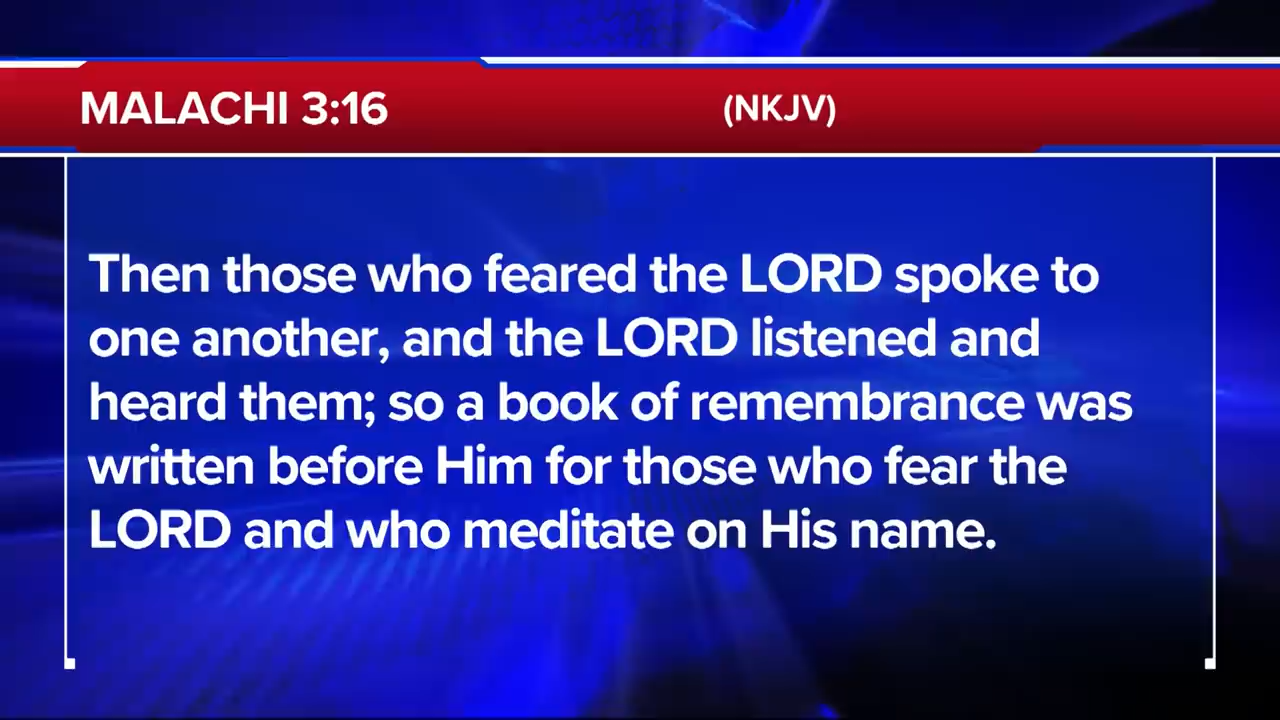 MALACHI 3:16 (NKJV)
Then those who feared the LORD spoke to
one another, and the LORD listened and
heard them; so a book of remembrance was
written before Him for those who fear the
LORD and who meditate on His name.